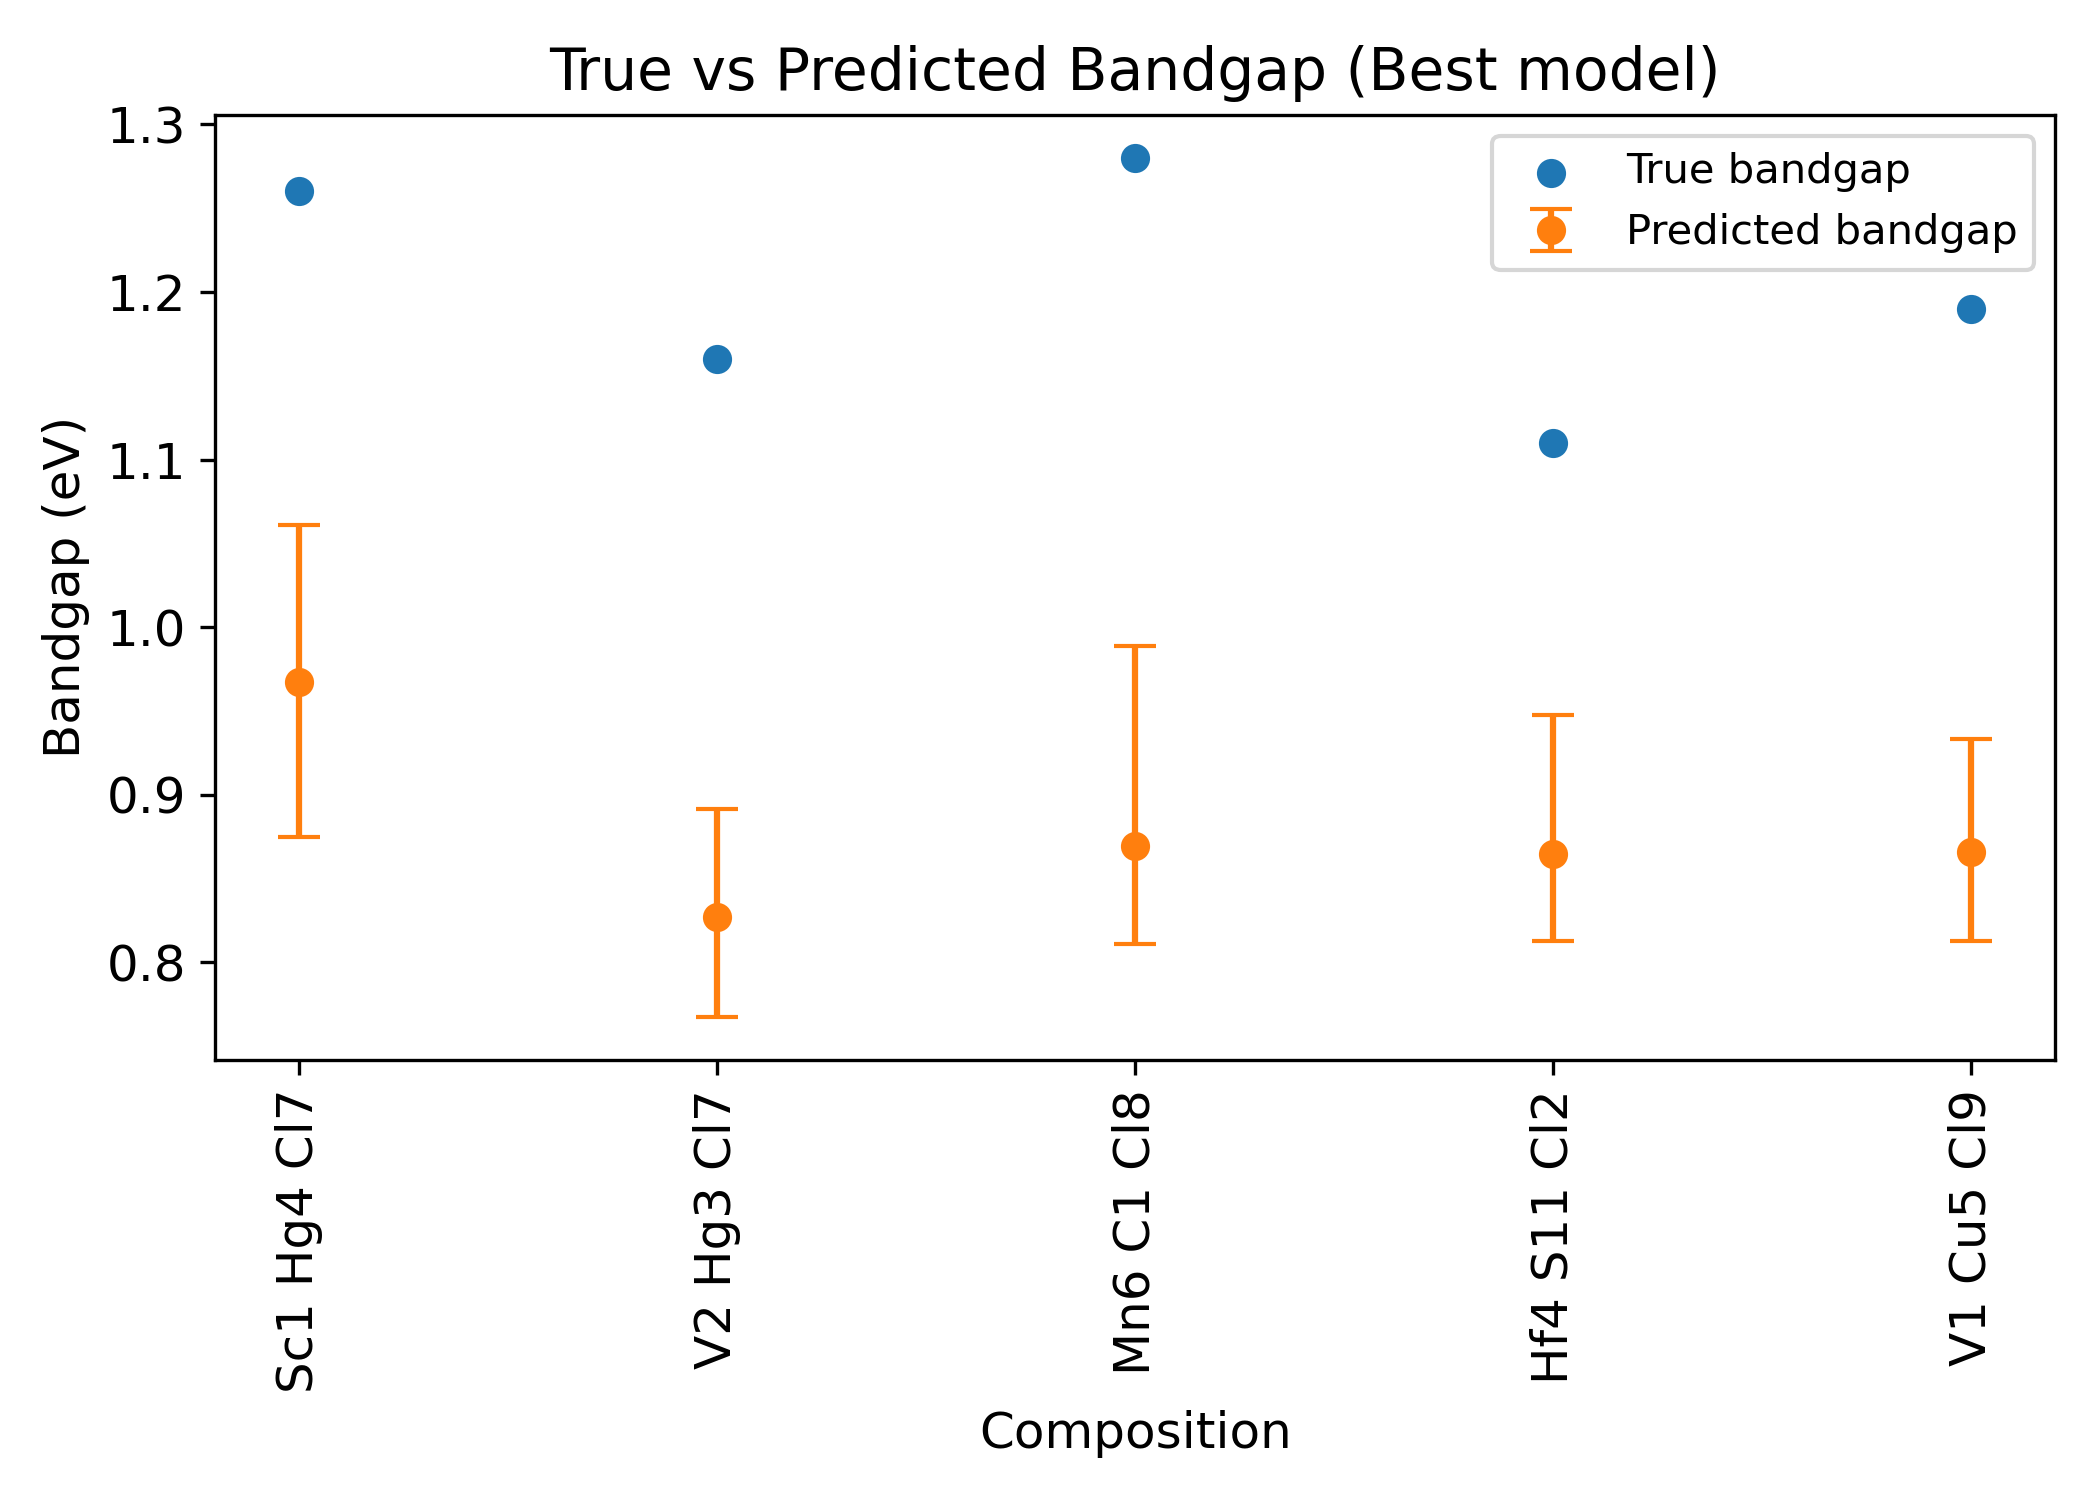 True vs Predicted Bandgap (Best model)
True bandgap
Predicted bandgap
Bandgap (eV)
1.3
1.2
1.1
1.0
0.9
0.8
Sc1 Hg4 Cl7
V2 Hg3 Cl7
Mn6 C1 Cl8
Hf4 S11 Cl2
V1 Cu5 Cl9
Composition